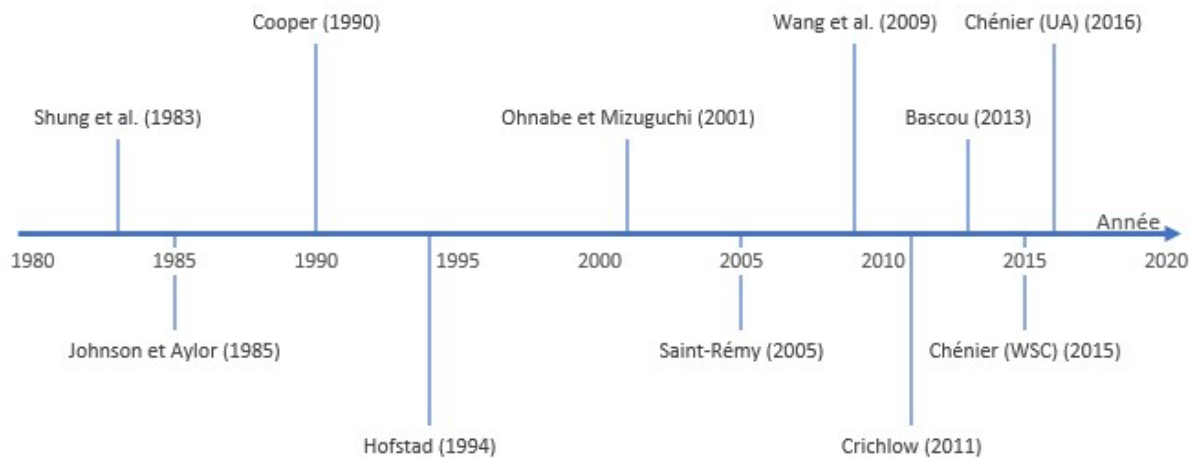 Cooper (1990)
Wang et al. (2009)
Chénier (UA) (2016)
Shung et al. (1983)
Ohnabe et Mizuguchi (2001)
Bascou (2013)
Année
1980
1985
1990
1995
2000
2005
2010
2015
2020
Johnson et Aylor (1985)
Saint-Rémy (2005)
Chénier (WSC) (2015)
Hofstad (1994)
Crichlow (2011)